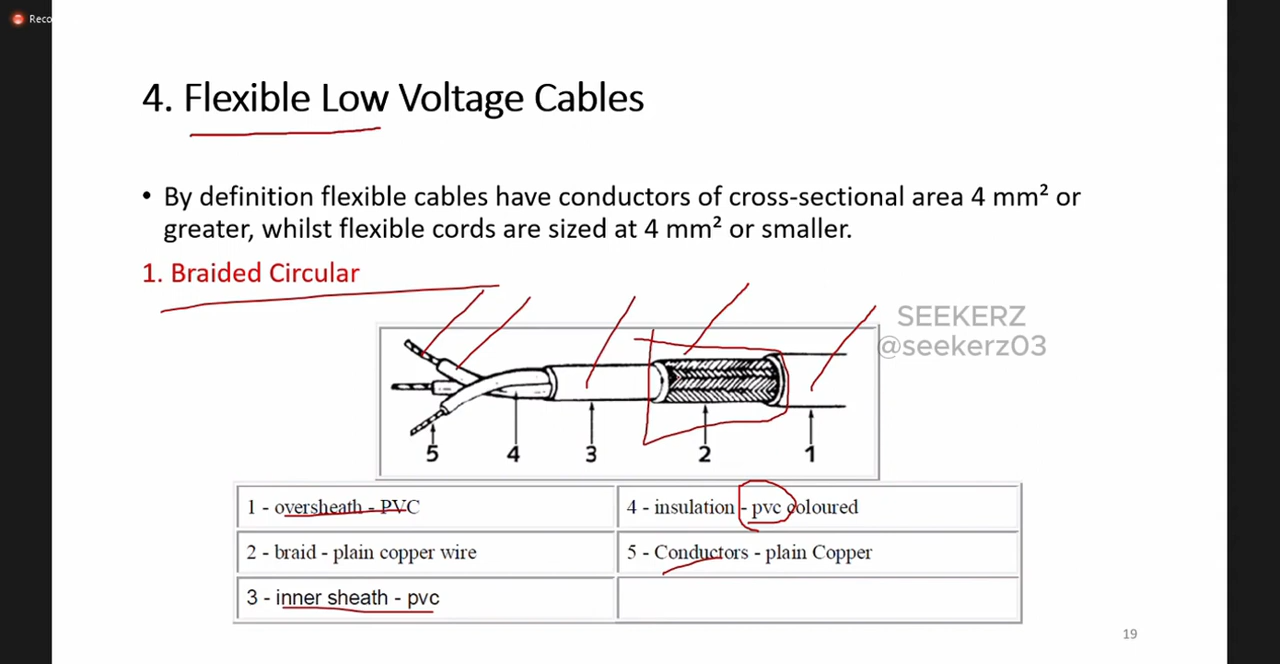 Reco
4. Flexible Low Voltage Cables
• By definition flexible cables have conductors of cross-sectional area 4 mm² or
greater, whilst flexible cords are sized at 4 mm² or smaller.
1. Braided Circular
SEEKERZ
@seekerz03
5 4 3 2 1
1 - oversheath - PVC
4 - insulation - pvc coloured
2 - braid - plain copper wire
5 - Conductors - plain Copper
3 - inner sheath - pvc
19